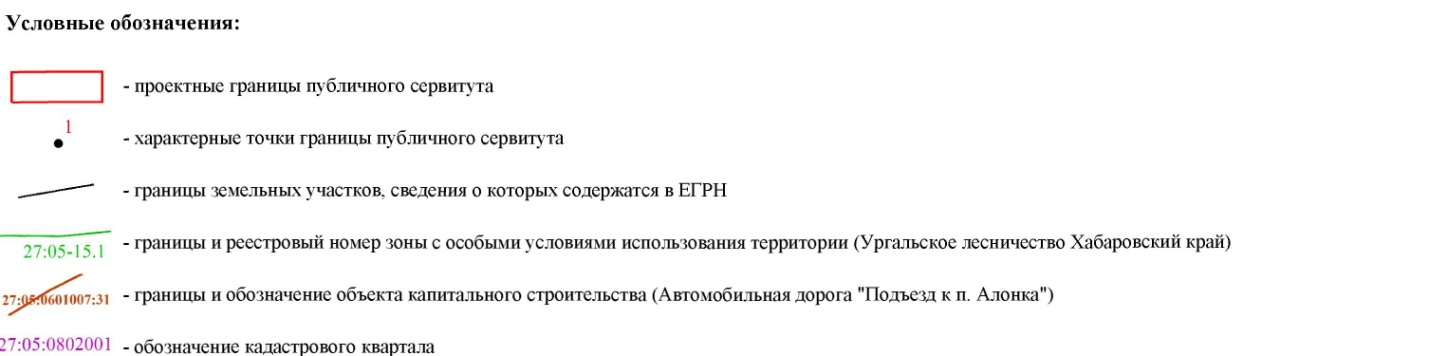 Условные обозначения:
- проектные границы публичного сервитута
1
- характерные точки границы публичного сервитута
- границы земельных участков, сведения о которых содержатся в ЕГРН
27:05-15.1 - границы и реестровый номер зоны с особыми условиями использования территории (Ургальское лесничество Хабаровский край)
27:05:0601007:31 - границы и обозначение объекта капитального строительства (Автомобильная дорога "Подъезд к п. Алонка")
27:05:0802001 - обозначение кадастрового квартала